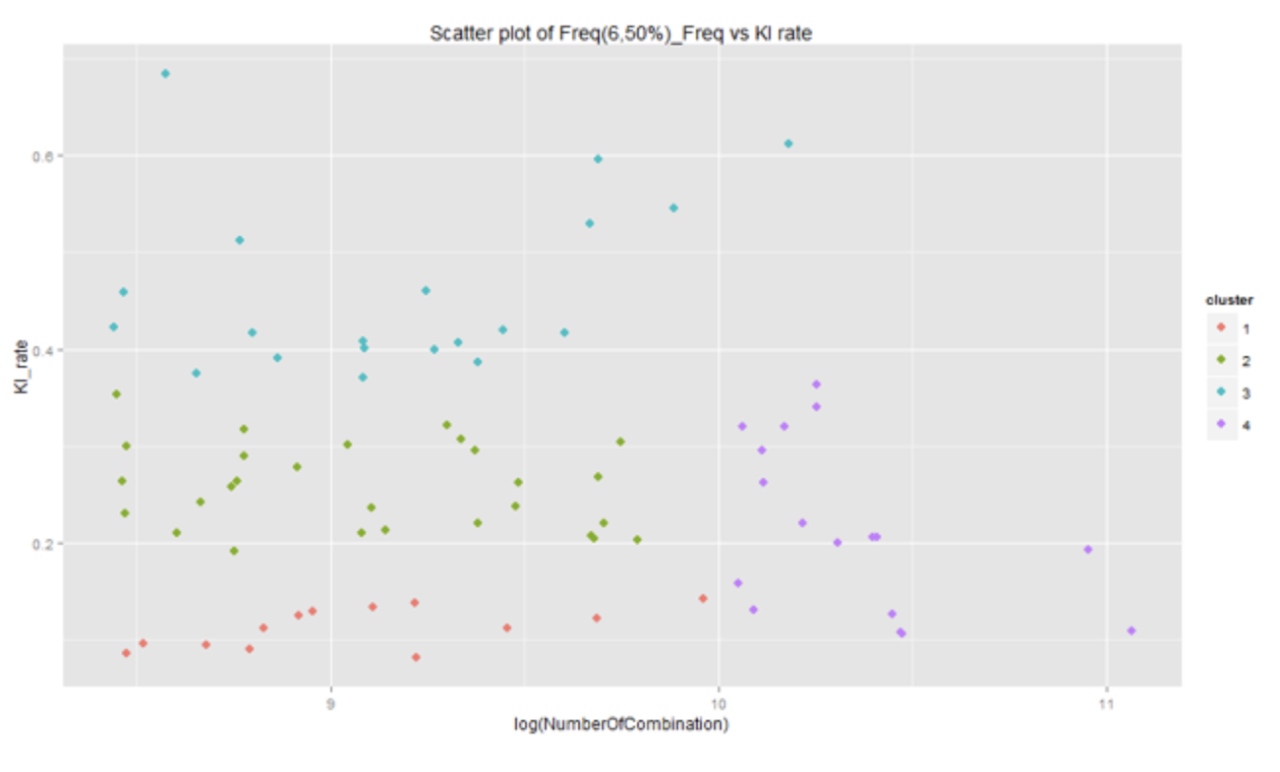 Scatter plot of Freq(6,50%)_Freq vs KI rate
KI_rate
0.6
0.4
0.2
9
10
11
log(NumberOfCombination)
cluster
1
2
3
4